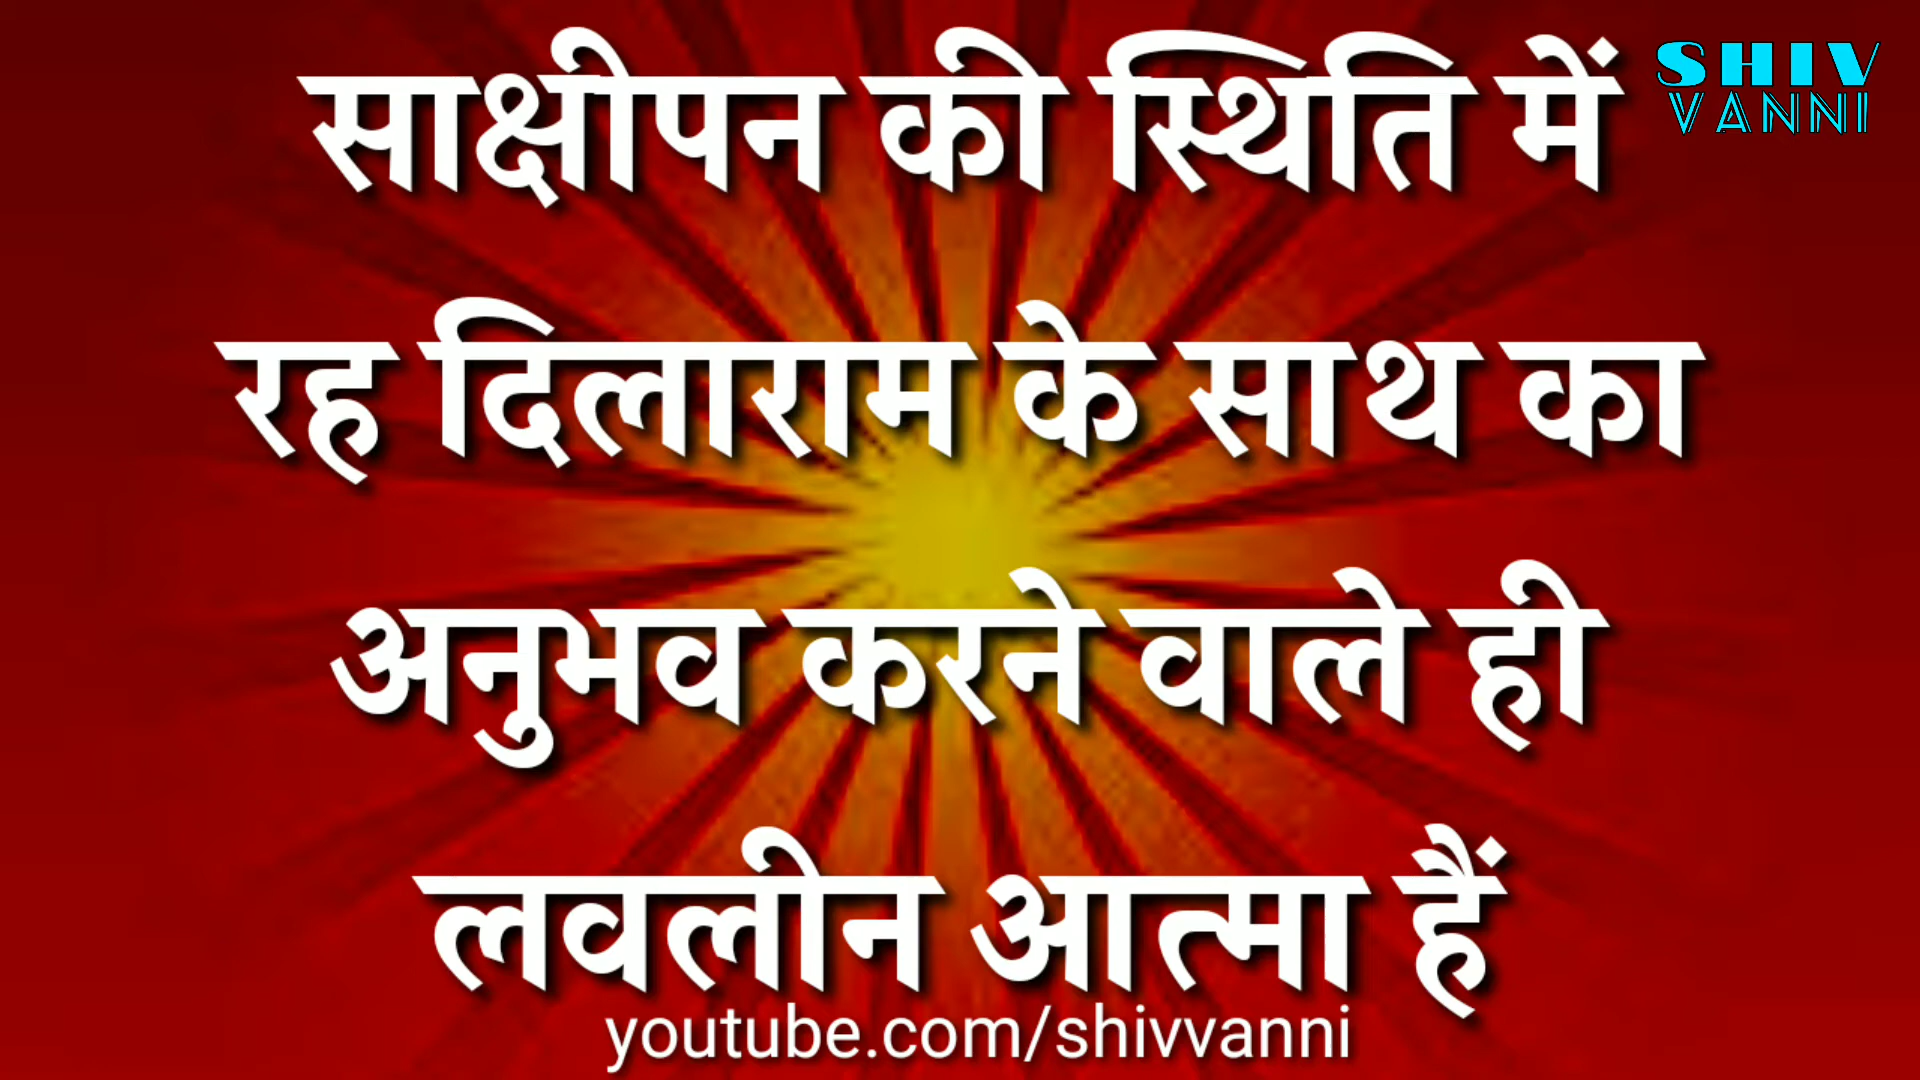 साक्षीपन की स्थिति में
SHIV
VANNI
रह दिलाराम के साथ का
अनुभव करने वाले ही
लवलीन आत्मा हैं
youtube.com/shivvanni